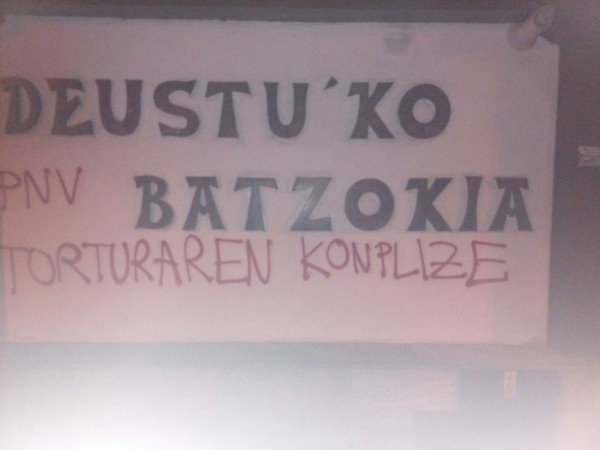 DEUSTU'KO
PNV BATZOKIA
TORTURAREN KONPLIZE